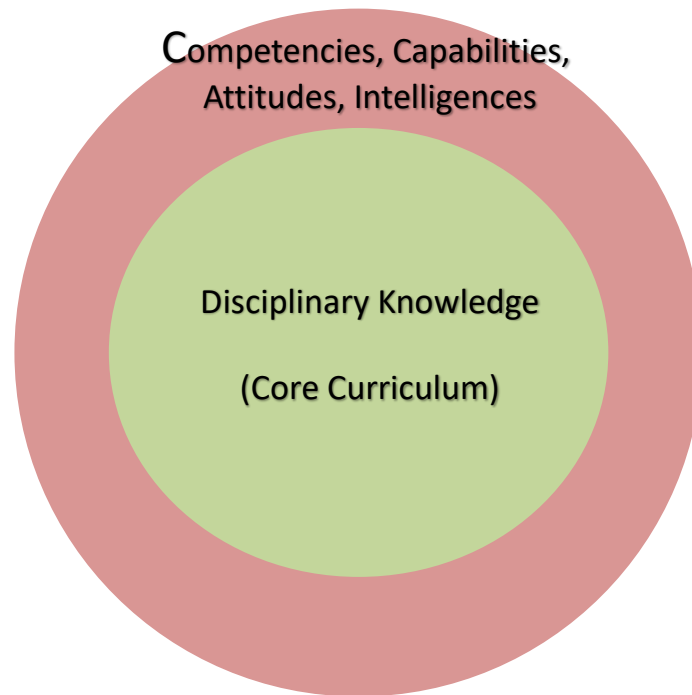 Competencies, Capabilities,
Attitudes, Intelligences
Disciplinary Knowledge
(Core Curriculum)